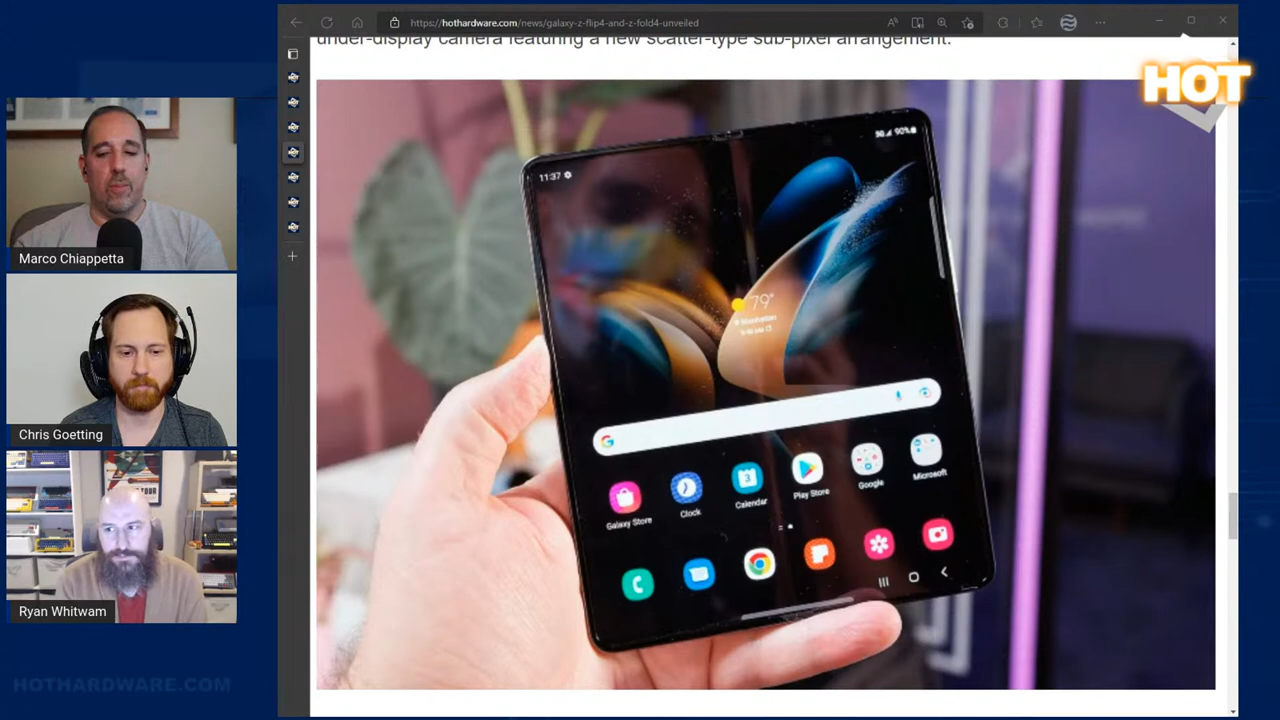 https://hothardware.com/news/galaxy-z-flip4-and-z-fold4-unveiled
under-display camera featuring a new scatter-type sub-pixel arrangement.
HOT
Marco Chiappetta
Chris Goetting
Ryan Whitwam
HOTHARDWARE.COM
11:37
90%
79°
Galaxy Store
Clock
3
Calendar
Play Store
Google
Microsoft